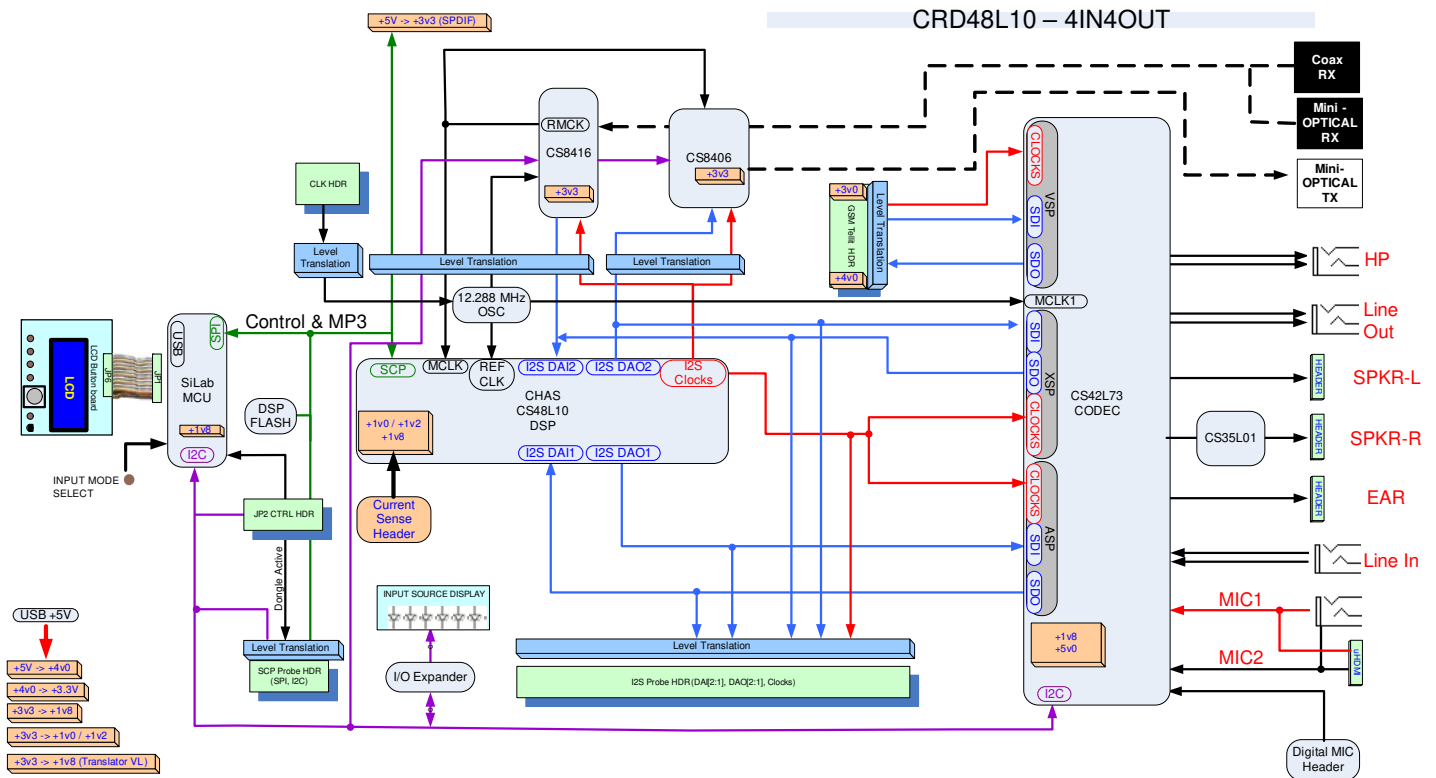 CRD48L10 – 4IN4OUT
+5V -> +3v3 (SPDIF)
Coax
RX
Mini -
OPTICAL
RX
Mini-
OPTICAL
TX
RMCK
CS8416
+3v3
CS8406
+3v3
CLK HDR
Level
Translation
Level Translation
Level Translation
+3v0
GSM Tellit HDR
+4v0
Level Translation
CLOCKS
VSP
SDI
SDO
MCLK1
SDI
XSP
SDO
CLOCKS
CS42L73
CODEC
CLOCKS
ASP
SDI
SDO
+1v8
+5v0
I2C
HP
Line
Out
HEADER
SPKR-L
CS35L01
HEADER
SPKR-R
HEADER
EAR
Line In
MIC1
MIC2
uHDMI
Digital MIC
Header
12.288 MHz
OSC
Control & MP3
LCD
LCD Button board
JP6
JP1
USB
SPI
SiLab
MCU
+1v8
I2C
INPUT MODE
SELECT
DSP
FLASH
SCP
MCLK
REF
CLK
I2S DAI2
I2S DAO2
I2S
Clocks
CHAS
CS48L10
DSP
+1v0 / +1v2
+1v8
I2S DAI1
I2S DAO1
Current
Sense
Header
JP2 CTRL HDR
Dongle Active
Level Translation
SCP Probe HDR
(SPI, I2C)
INPUT SOURCE DISPLAY
I/O Expander
Level Translation
I2S Probe HDR(DAI[2:1], DAO[2:1], Clocks)
USB +5V
+5V -> +4v0
+4v0 -> +3.3V
+3v3 -> +1v8
+3v3 -> +1v0 / +1v2
+3v3 -> +1v8 (Translator VL)